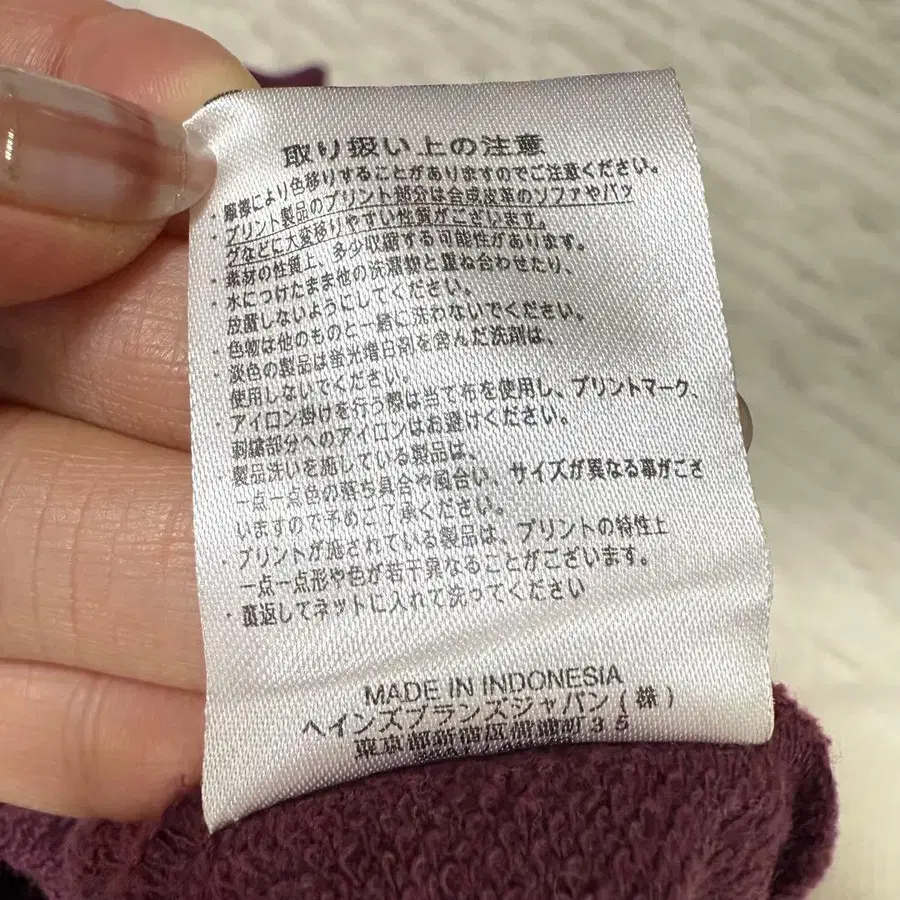 取り扱い上の注意
・摩擦により色移りすることがありますのでご注意ください。
・プリント製品のプリント部分は合成皮革のソファやバッ
グなどに大変移りやすい性質がございます。
・素材の性質上、多少収縮する可能性があります。
・水につけたまま他の洗濯物と重ね合わせたり、
放置しないようにしてください。
・色物は他のものと一緒に洗わないでください。
・淡色の製品は蛍光増白剤を含んだ洗剤は、
使用しないでください。
・アイロン掛けを行う際は当て布を使用し、プリントマーク、
刺繍部分へのアイロンはお避けください。
・製品洗いを施している製品は、
一点一点色の落ち具合や風合い、サイズが異なる事がござ
いますので予めご了承ください。
・プリントが施されている製品は、プリントの特性上
一点一点形や色が若干異なることがございます。
・裏返してネットに入れて洗ってください
MADE IN INDONESIA
ヘインズブランズジャパン(株)
東京都新宿区箪笥町35